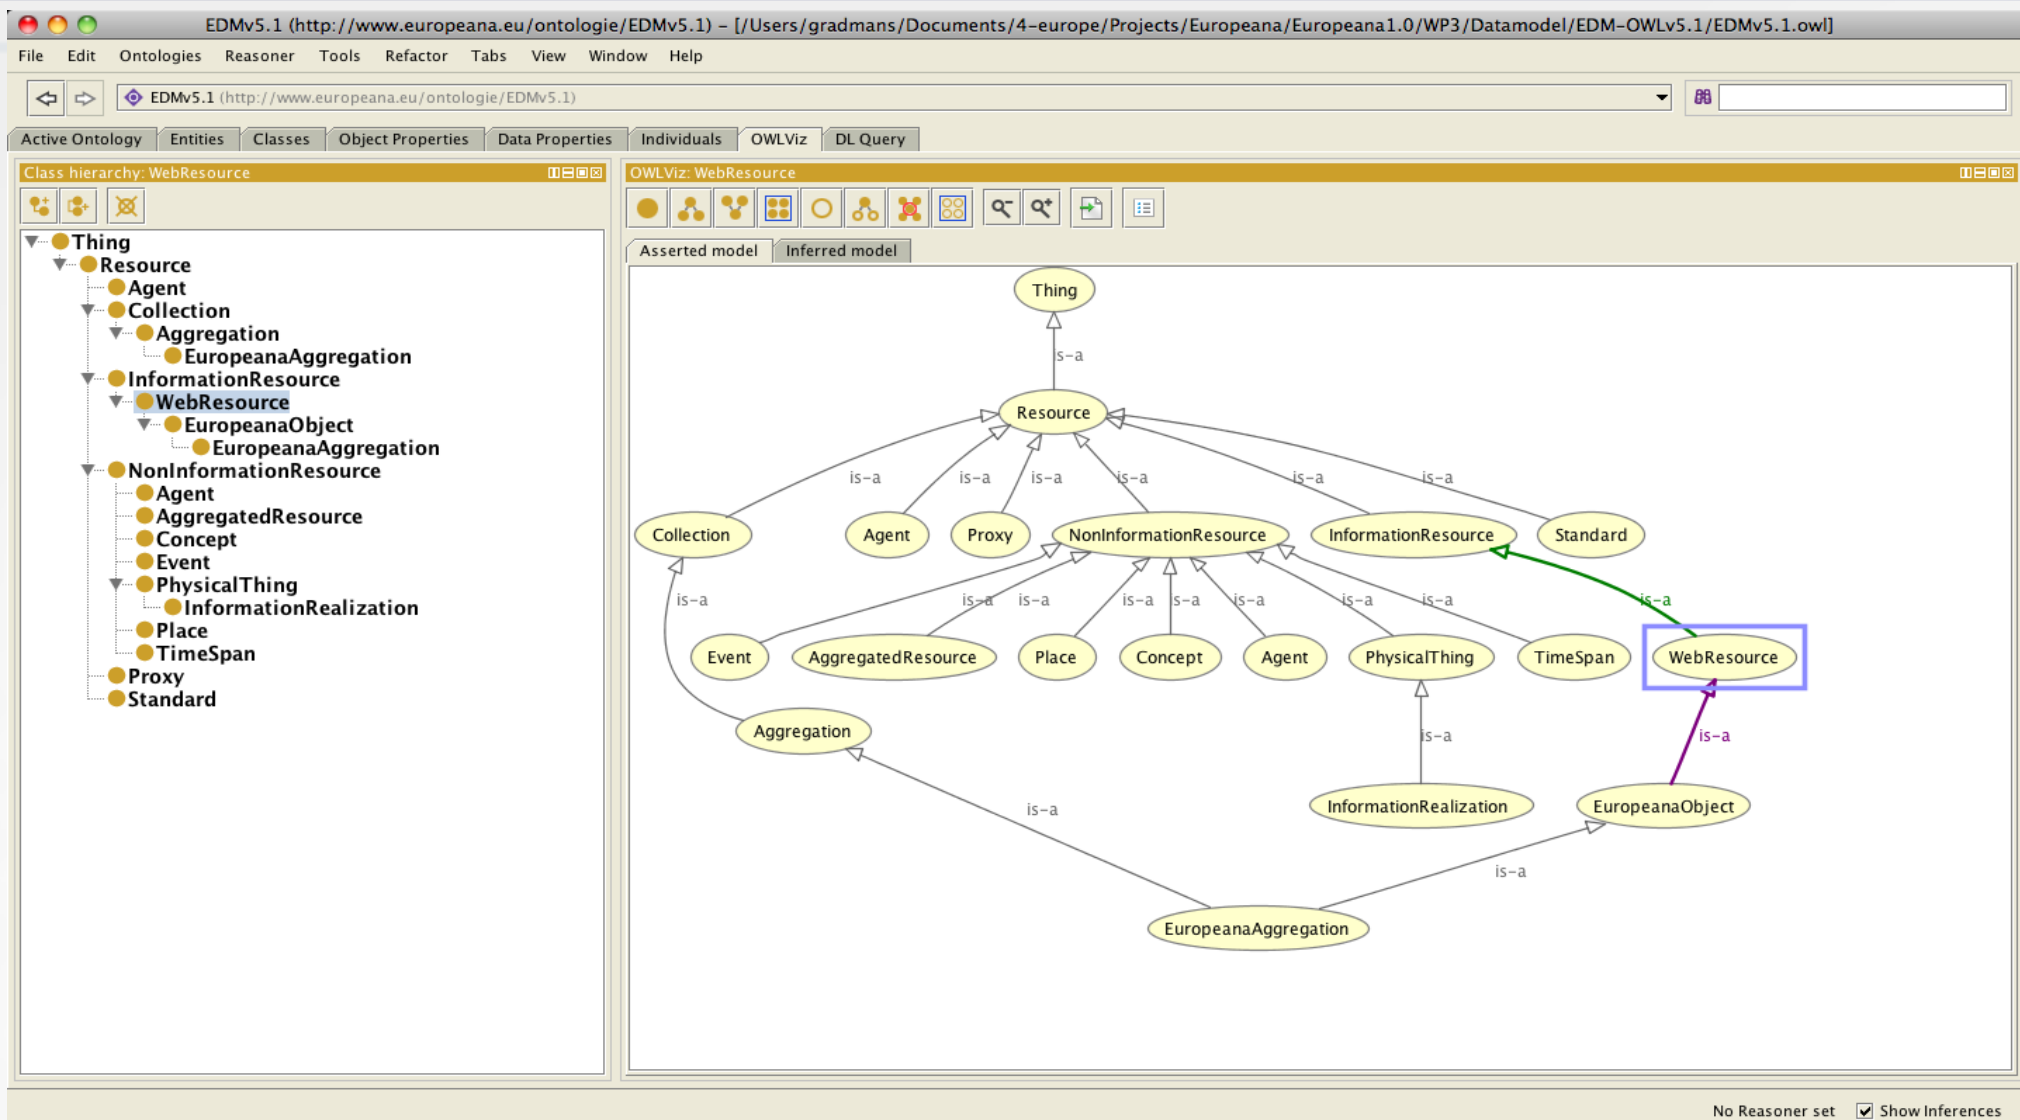 EDMv5.1 (http://www.europeana.eu/ontologie/EDMv5.1) – [/Users/gradmans/Documents/4-europe/Projects/Europeana/Europeana1.0/WP3/Datamodel/EDM-OWLv5.1/EDMv5.1.owl]
File Edit Ontologies Reasoner Tools Refactor Tabs View Window Help
EDMv5.1 (http://www.europeana.eu/ontologie/EDMv5.1)
Active Ontology Entities Classes Object Properties Data Properties Individuals OWLViz DL Query
Class hierarchy: WebResource
Thing
Resource
Agent
Collection
Aggregation
EuropeanaAggregation
InformationResource
WebResource
EuropeanaObject
EuropeanaAggregation
NonInformationResource
Agent
AggregatedResource
Concept
Event
PhysicalThing
InformationRealization
Place
TimeSpan
Proxy
Standard
OWLViz: WebResource
Asserted model Inferred model
Thing
is-a
Resource
is-a is-a is-a is-a is-a is-a
Collection Agent Proxy NonInformationResource InformationResource Standard
is-a is-a is-a is-a is-a is-a is-a is-a is-a
Event AggregatedResource Place Concept Agent PhysicalThing TimeSpan WebResource
Aggregation is-a is-a
is-a InformationRealization EuropeanaObject
is-a
EuropeanaAggregation
No Reasoner set Show Inferences